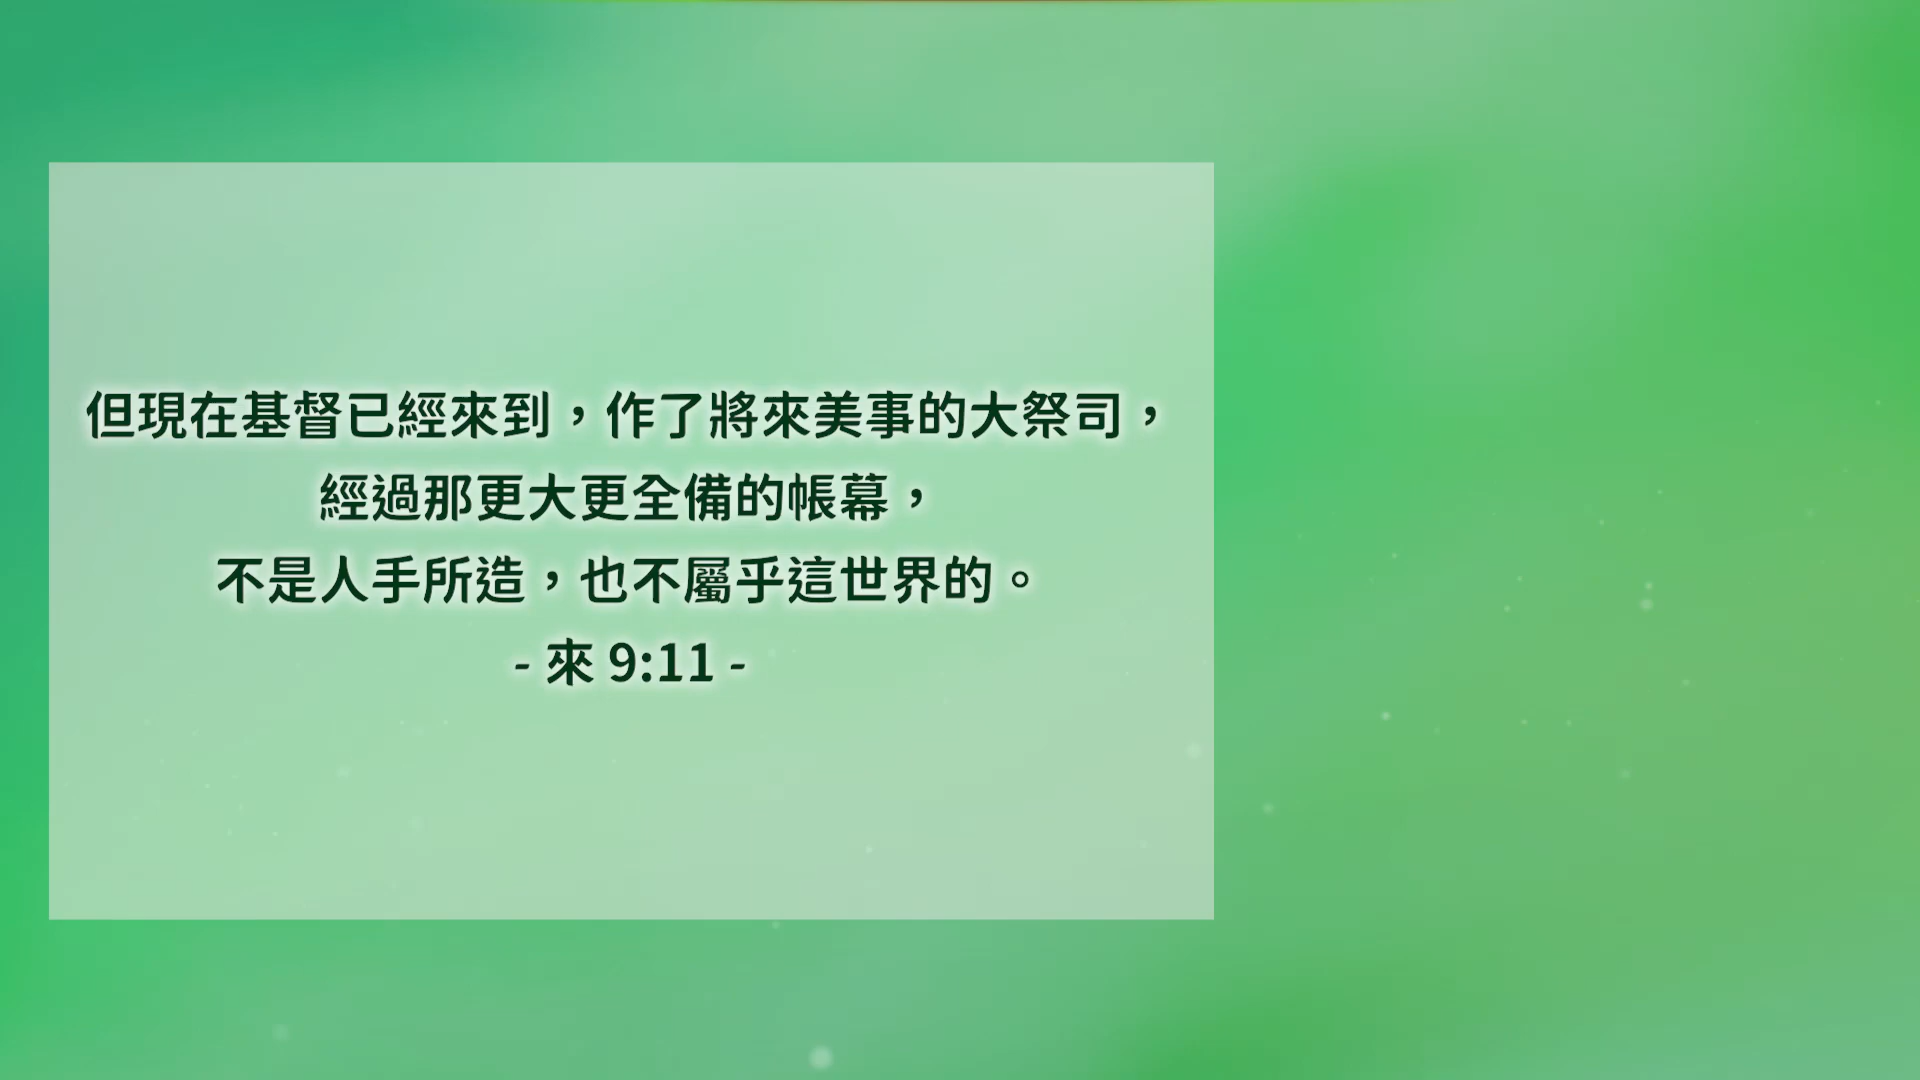 但現在基督已經來到，作了將來美事的大祭司，
經過那更大更全備的帳幕，
不是人手所造，也不屬乎這世界的。
- 來 9:11 -